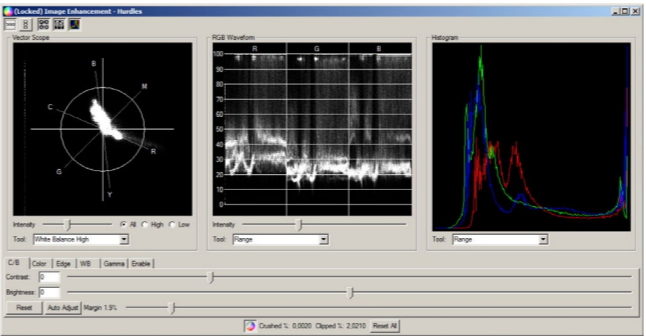 (Locked) Image Enhancement - Hurdles
Vector Scope
B
M
C
R
G
Y
Intensity All High Low
Tool: White Balance High
RGB Waveform
R G B
100
90
80
70
60
50
40
30
20
10
0
Intensity
Tool: Range
Histogram
Tool: Range
C/B Color Edge WB Gamma Enable
Contrast: 0
Brightness: 0
Reset Auto Adjust Margin 1.5%
Crushed %: 0,0020 Clipped %: 2,0210 Reset All